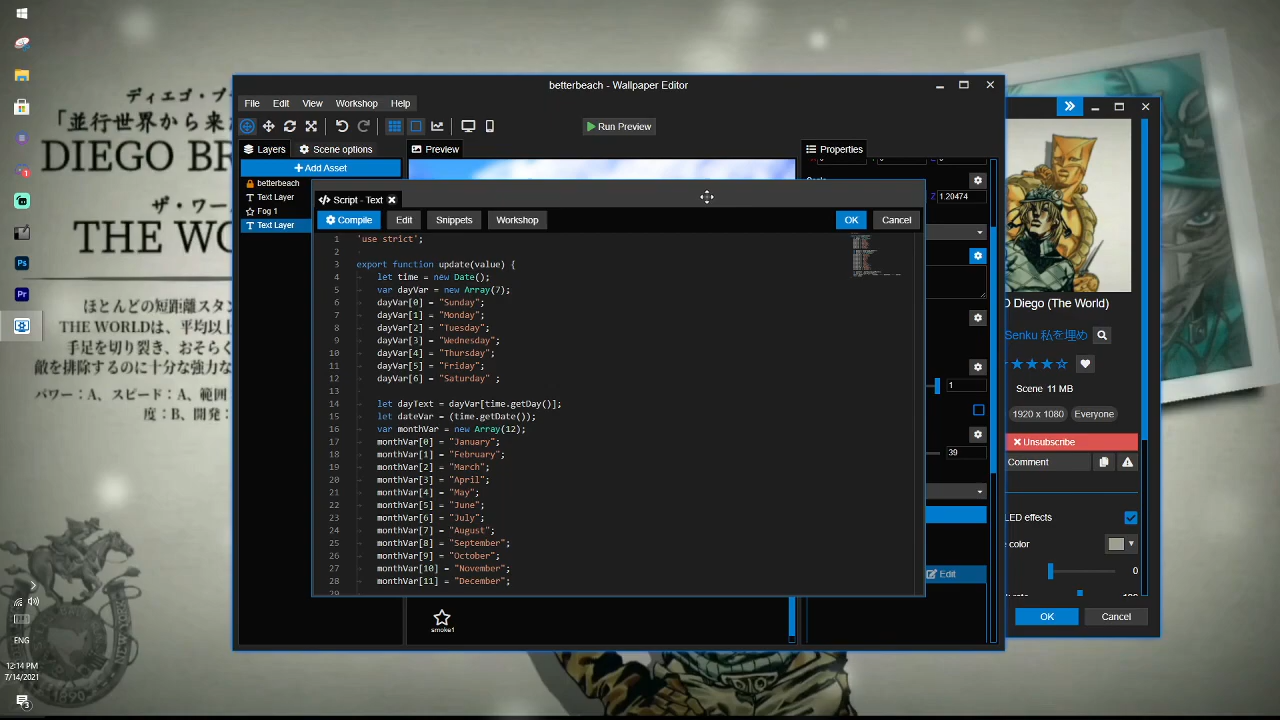 ディエゴ・ブ
「並行世界から来た
DIEGO BR
ザ・ワー
THE WO
ほとんどの短距離スタン
THE WORLDは、平均以上
手足を切り裂き、おそらく
敵を排除するのに十分な強力な
パワー：A、スピード：A、範囲
度：B、開発：
NEW YORK
1890
ENG
12:14 PM
7/14/2021
3
1
Ps
Pr
betterbeach - Wallpaper Editor
File Edit View Workshop Help
Run Preview
Layers Scene options Preview Properties
Add Asset
betterbeach
Text Layer
Fog 1
Text Layer
Z 1.20474
1
39
Edit
smoke1
Script - Text
Compile Edit Snippets Workshop OK Cancel
1 'use strict';
2
3 export function update(value) {
4 let time = new Date();
5 var dayVar = new Array(7);
6 dayVar[0] = "Sunday";
7 dayVar[1] = "Monday";
8 dayVar[2] = "Tuesday";
9 dayVar[3] = "Wednesday";
10 dayVar[4] = "Thursday";
11 dayVar[5] = "Friday";
12 dayVar[6] = "Saturday" ;
13
14 let dayText = dayVar[time.getDay()];
15 let dateVar = (time.getDate());
16 var monthVar = new Array(12);
17 monthVar[0] = "January";
18 monthVar[1] = "February";
19 monthVar[2] = "March";
20 monthVar[3] = "April";
21 monthVar[4] = "May";
22 monthVar[5] = "June";
23 monthVar[6] = "July";
24 monthVar[7] = "August";
25 monthVar[8] = "September";
26 monthVar[9] = "October";
27 monthVar[10] = "November";
28 monthVar[11] = "December";
29
Diego (The World)
Senku 私を埋め
Scene 11 MB
1920 x 1080 Everyone
Unsubscribe
Comment
LED effects
color
0
OK Cancel